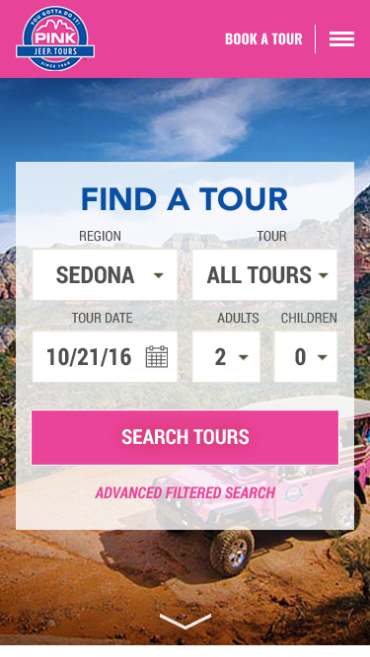 YOU GOTTA DO IT!
PINK
JEEP. TOURS
SINCE 1960
BOOK A TOUR
FIND A TOUR
REGION TOUR
SEDONA ALL TOURS
TOUR DATE ADULTS CHILDREN
10/21/16 2 0
SEARCH TOURS
ADVANCED FILTERED SEARCH